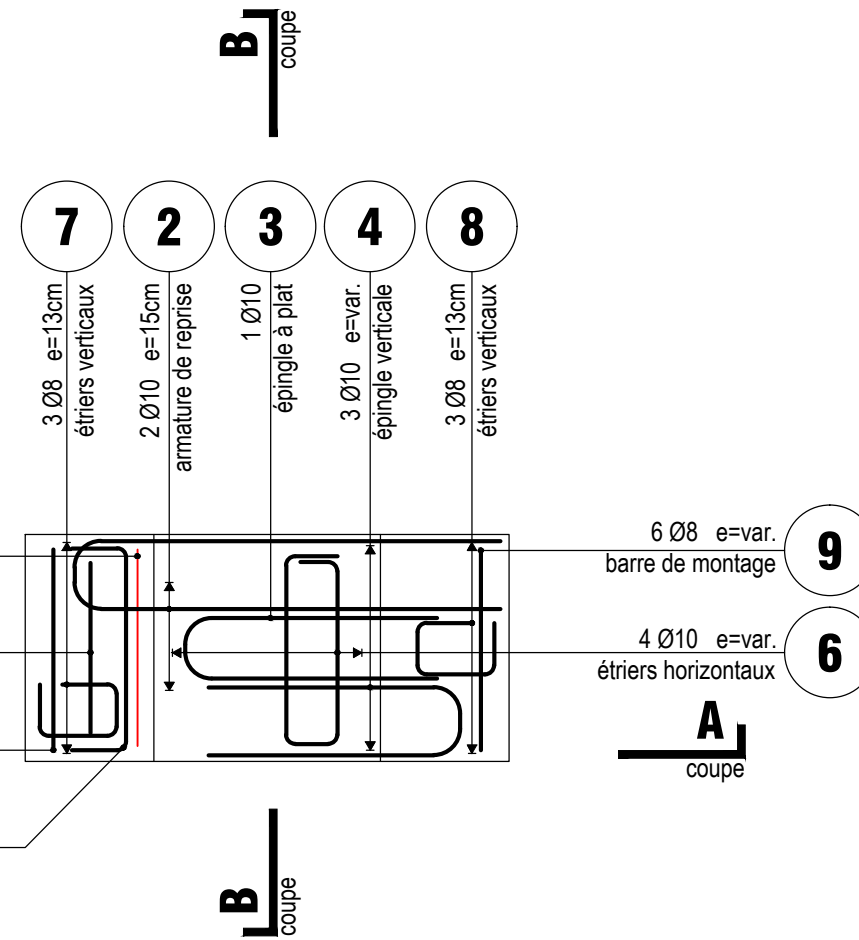 B
coupe
7
2
3
4
8
3 Ø8 e=13cm
étriers verticaux
2 Ø10 e=15cm
armature de reprise
1 Ø10
épingle à plat
3 Ø10 e=var.
épingle verticale
3 Ø8 e=13cm
étriers verticaux
6 Ø8 e=var.
barre de montage
9
4 Ø10 e=var.
étriers horizontaux
6
A
coupe
B
coupe